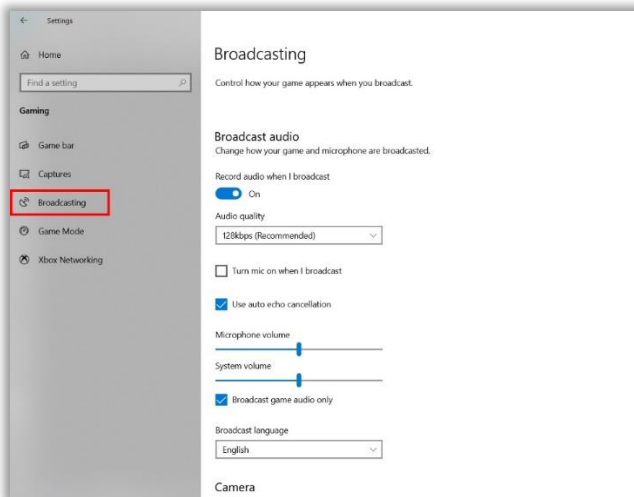 Settings
Home
Find a setting
Gaming
Game bar
Captures
Broadcasting
Game Mode
Xbox Networking
Broadcasting
Control how your game appears when you broadcast.
Broadcast audio
Change how your game and microphone are broadcasted.
Record audio when I broadcast
On
Audio quality
128kbps (Recommended)
Turn mic on when I broadcast
Use auto echo cancellation
Microphone volume
System volume
Broadcast game audio only
Broadcast language
English
Camera